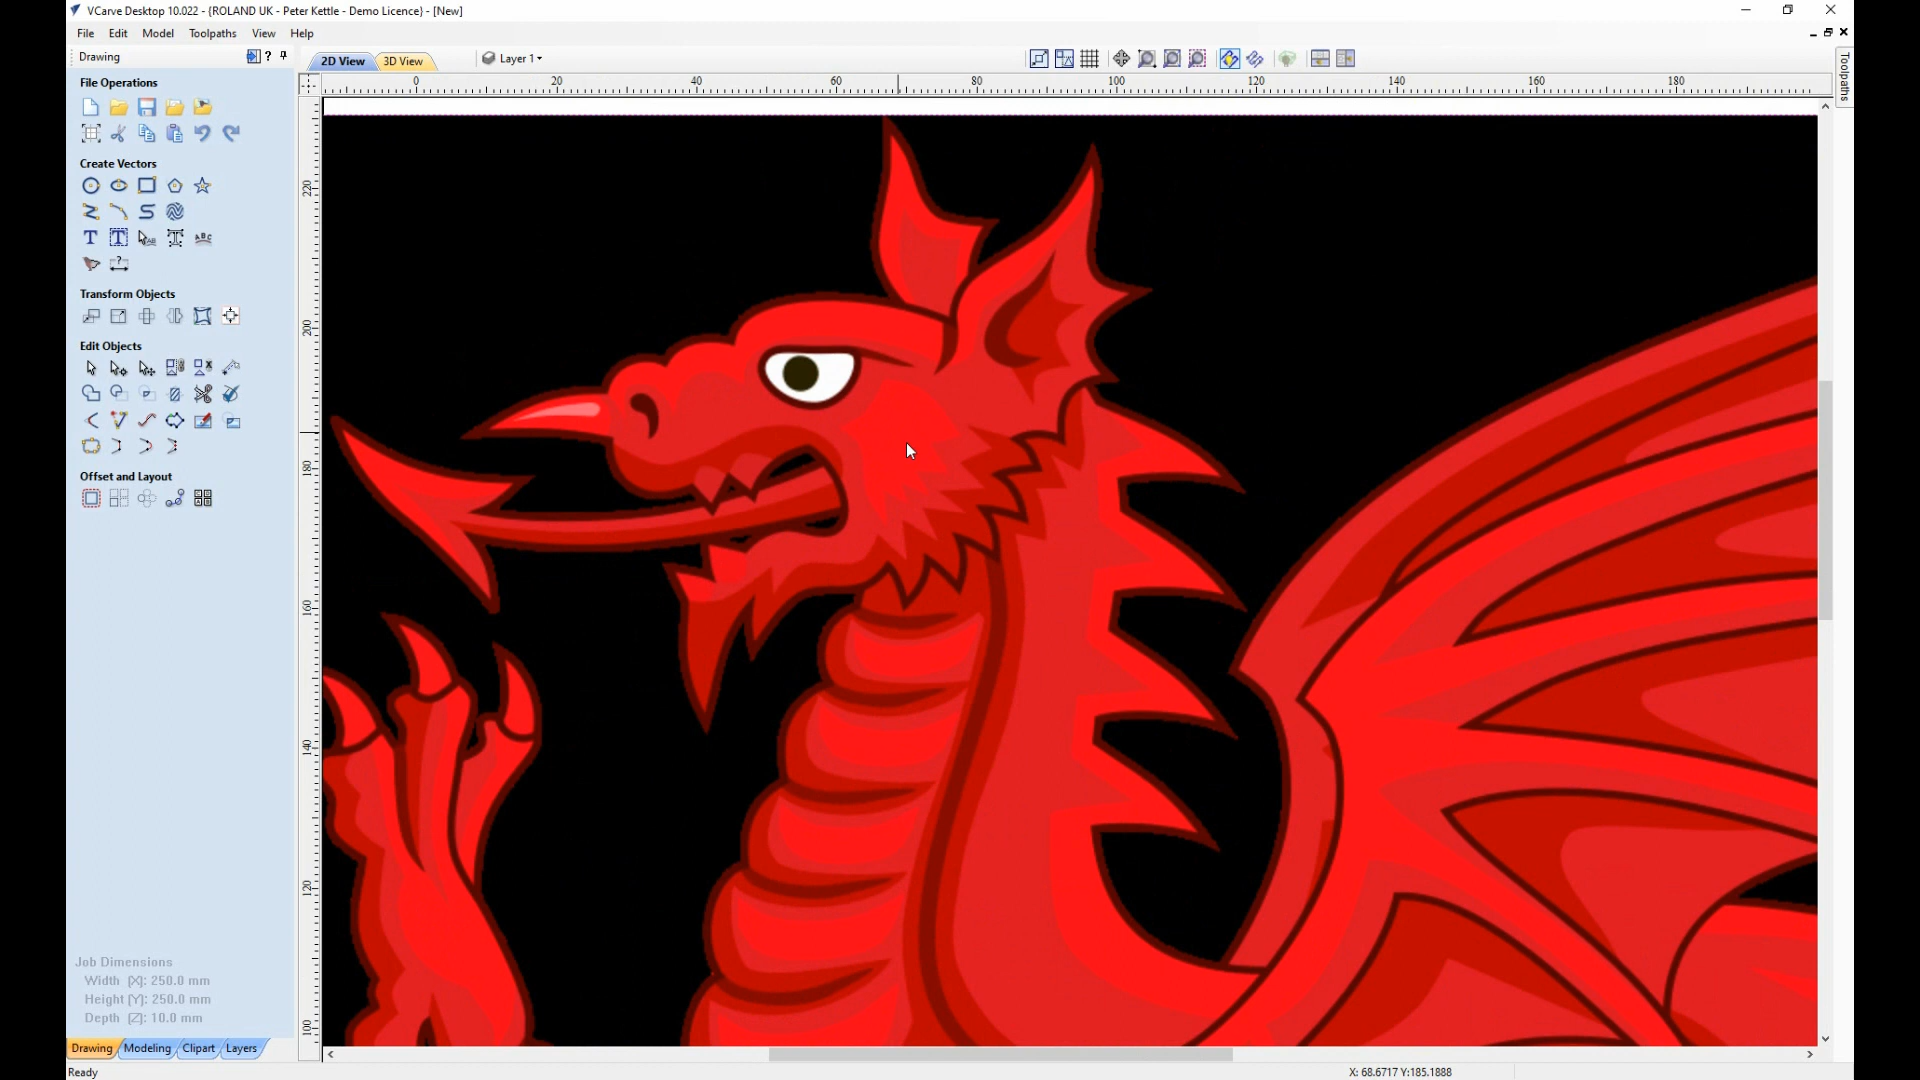 VCarve Desktop 10.022 - {ROLAND UK - Peter Kettle - Demo Licence} - [New]
File Edit Model Toolpaths View Help
Drawing
2D View 3D View Layer 1
File Operations
0 20 40 60 80 100 120 140 160 180
Toolpaths
Create Vectors
Transform Objects
Edit Objects
Offset and Layout
220
200
180
160
140
120
100
Job Dimensions
Width (X): 250.0 mm
Height (Y): 250.0 mm
Depth (Z): 10.0 mm
Drawing Modeling Clipart Layers
Ready
X: 68.6717 Y:185.1888